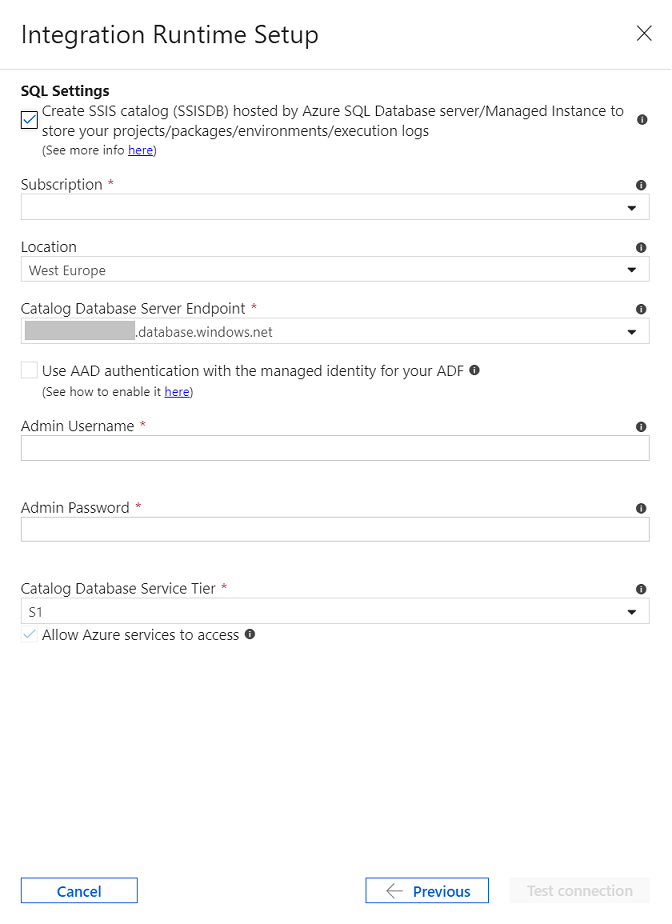 Integration Runtime Setup
SQL Settings
Create SSIS catalog (SSISDB) hosted by Azure SQL Database server/Managed Instance to
store your projects/packages/environments/execution logs
(See more info here)
Subscription *
Location
West Europe
Catalog Database Server Endpoint *
.database.windows.net
Use AAD authentication with the managed identity for your ADF
(See how to enable it here)
Admin Username *
Admin Password *
Catalog Database Service Tier *
S1
Allow Azure services to access
Cancel
Previous
Test connection